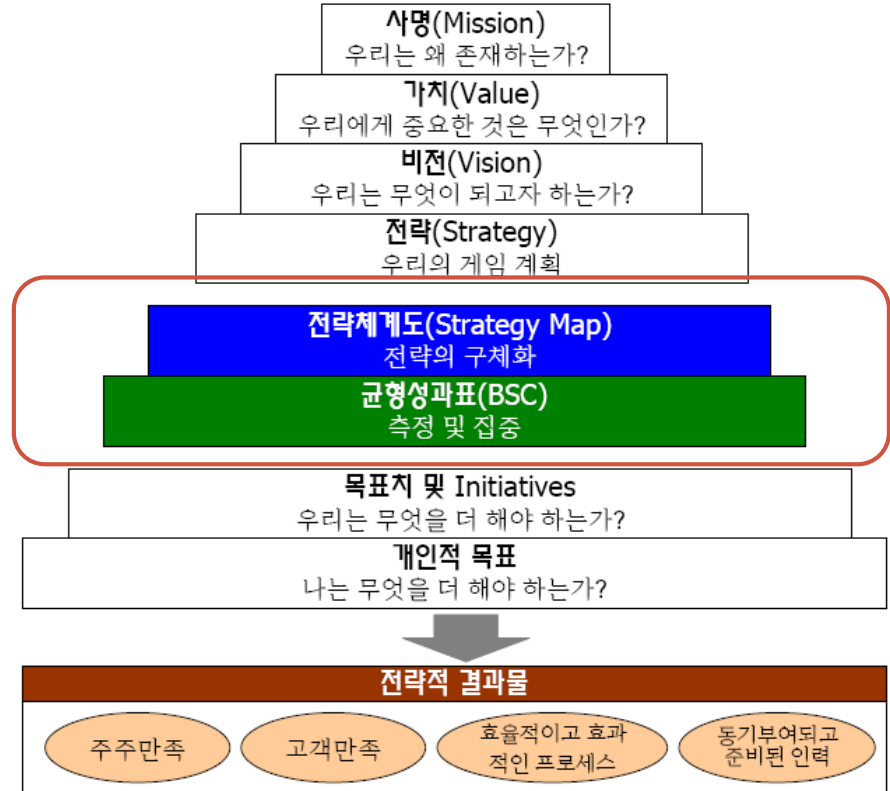 사명(Mission)
우리는 왜 존재하는가?
가치(Value)
우리에게 중요한 것은 무엇인가?
비전(Vision)
우리는 무엇이 되고자 하는가?
전략(Strategy)
우리의 게임 계획
전략체계도(Strategy Map)
전략의 구체화
균형성과표(BSC)
측정 및 집중
목표치 및 Initiatives
우리는 무엇을 더 해야 하는가?
개인적 목표
나는 무엇을 더 해야 하는가?
전략적 결과물
주주만족
고객만족
효율적이고 효과
적인 프로세스
동기부여되고
준비된 인력